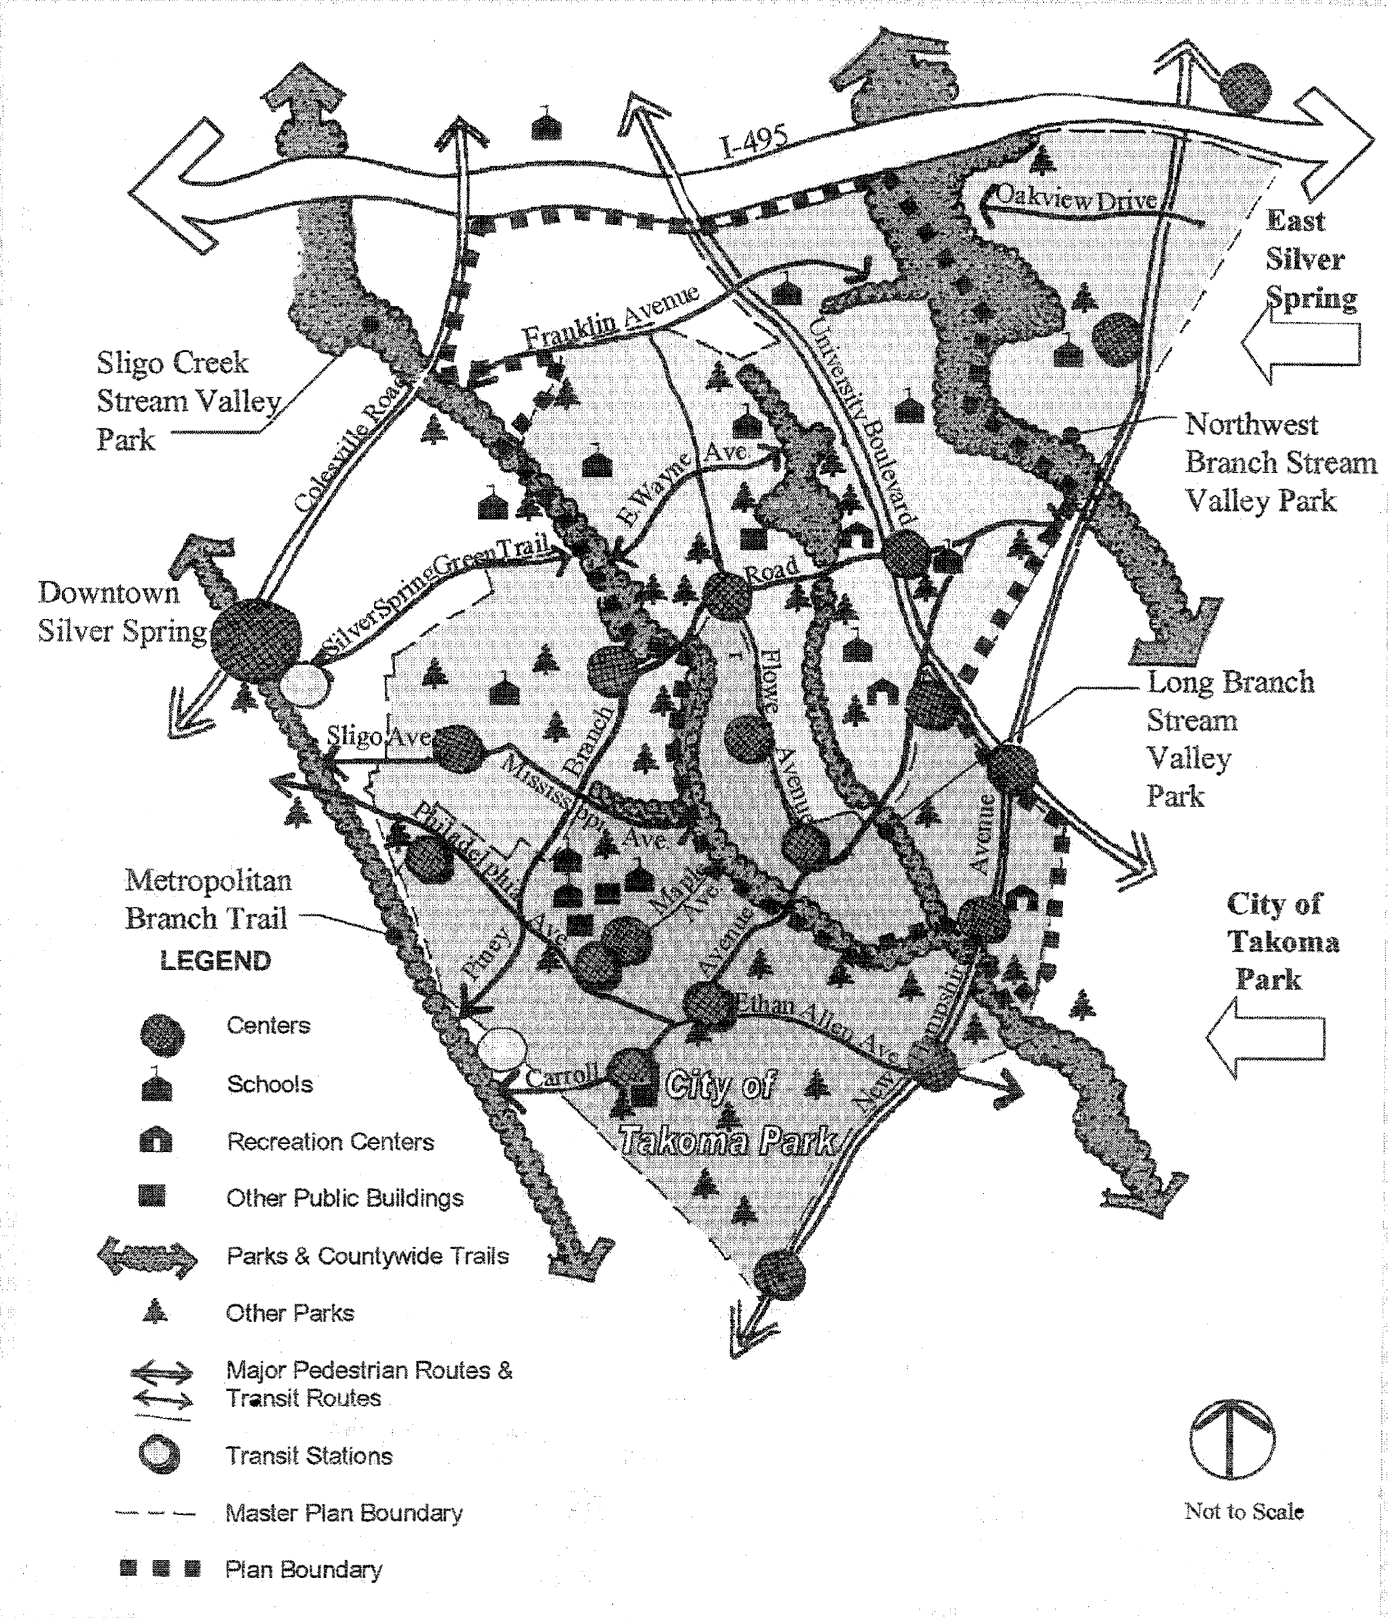 I-495
Oakview Drive
East
Silver
Spring
Franklin Avenue
University Boulevard
Sligo Creek
Stream Valley
Park
Colesville Road
Northwest
Branch Stream
Valley Park
E.Wayne Ave
Silver Spring Green Trail
Road
Downtown
Silver Spring
Flowe
r
Avenue
Long Branch
Stream
Valley
Park
Sligo Ave
Branch
Mississippi
Ave.
Philadelphia
Ave
Avenue
Maple
Ave.
Metropolitan
Branch Trail
City of
Takoma
Park
Piney
Avenue
Ethan Allen Ave
New Hampshire
Carroll
City of
Takoma Park
LEGEND
Centers
Schools
Recreation Centers
Other Public Buildings
Parks & Countywide Trails
Other Parks
Major Pedestrian Routes &
Transit Routes
Transit Stations
Master Plan Boundary
Plan Boundary
Not to Scale